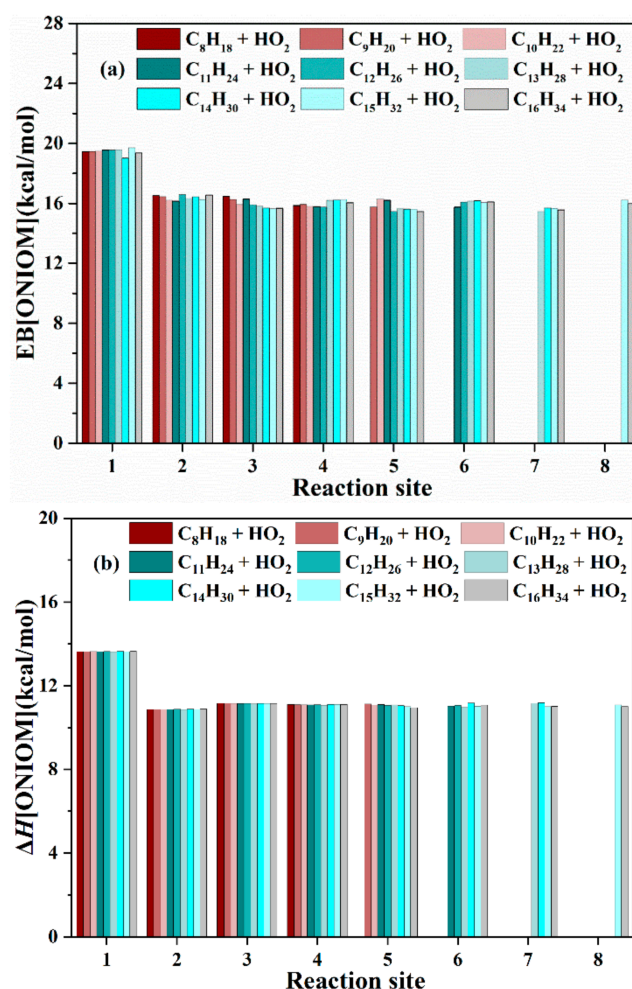 28
24
20
16
12
8
4
0
EB[ONIOM](kcal/mol)
(a)
C₈H₁₈ + HO₂ C₉H₂₀ + HO₂ C₁₀H₂₂ + HO₂
C₁₁H₂₄ + HO₂ C₁₂H₂₆ + HO₂ C₁₃H₂₈ + HO₂
C₁₄H₃₀ + HO₂ C₁₅H₃₂ + HO₂ C₁₆H₃₄ + HO₂
1 2 3 4 5 6 7 8
Reaction site
20
16
12
8
4
0
ΔH[ONIOM](kcal/mol)
(b)
C₈H₁₈ + HO₂ C₉H₂₀ + HO₂ C₁₀H₂₂ + HO₂
C₁₁H₂₄ + HO₂ C₁₂H₂₆ + HO₂ C₁₃H₂₈ + HO₂
C₁₄H₃₀ + HO₂ C₁₅H₃₂ + HO₂ C₁₆H₃₄ + HO₂
1 2 3 4 5 6 7 8
Reaction site